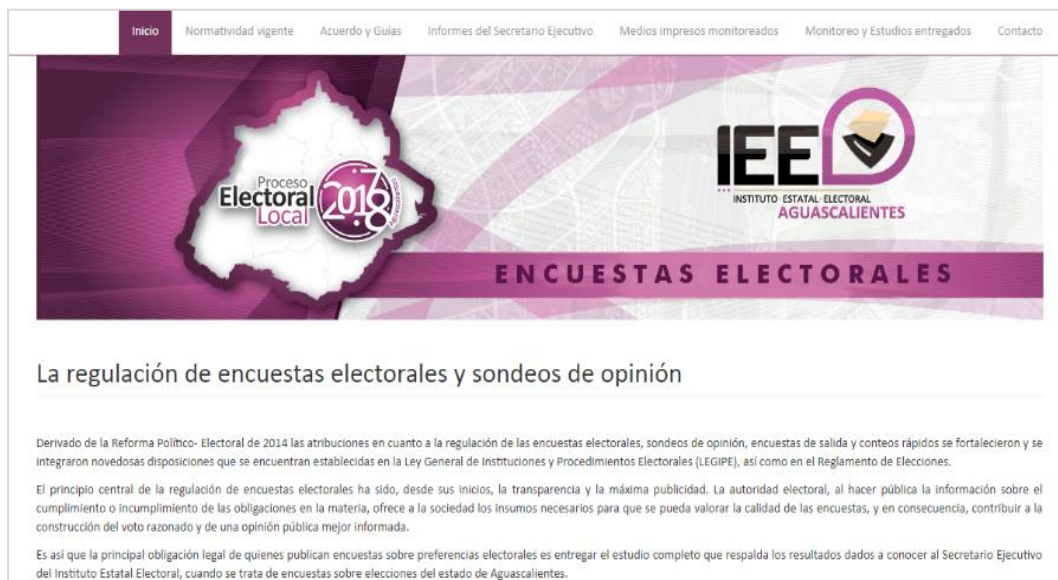 Inicio Normatividad vigente Acuerdo y Guías Informes del Secretario Ejecutivo Medios impresos monitoreados Monitoreo y Estudios entregados Contacto
Proceso
Electoral
Local
Aguascalientes
IEE
INSTITUTO·ESTATAL·ELECTORAL
AGUASCALIENTES
ENCUESTAS ELECTORALES
La regulación de encuestas electorales y sondeos de opinión
Derivado de la Reforma Político- Electoral de 2014 las atribuciones en cuanto a la regulación de las encuestas electorales, sondeos de opinión, encuestas de salida y conteos rápidos se fortalecieron y se
integraron novedosas disposiciones que se encuentran establecidas en la Ley General de Instituciones y Procedimientos Electorales (LEGIPE), así como en el Reglamento de Elecciones.
El principio central de la regulación de encuestas electorales ha sido, desde sus inicios, la transparencia y la máxima publicidad. La autoridad electoral, al hacer pública la información sobre el
cumplimiento o incumplimiento de las obligaciones en la materia, ofrece a la sociedad los insumos necesarios para que se pueda valorar la calidad de las encuestas, y en consecuencia, contribuir a la
construcción del voto razonado y de una opinión pública mejor informada.
Es así que la principal obligación legal de quienes publican encuestas sobre preferencias electorales es entregar el estudio completo que respalda los resultados dados a conocer al Secretario Ejecutivo
del Instituto Estatal Electoral, cuando se trata de encuestas sobre elecciones del estado de Aguascalientes.